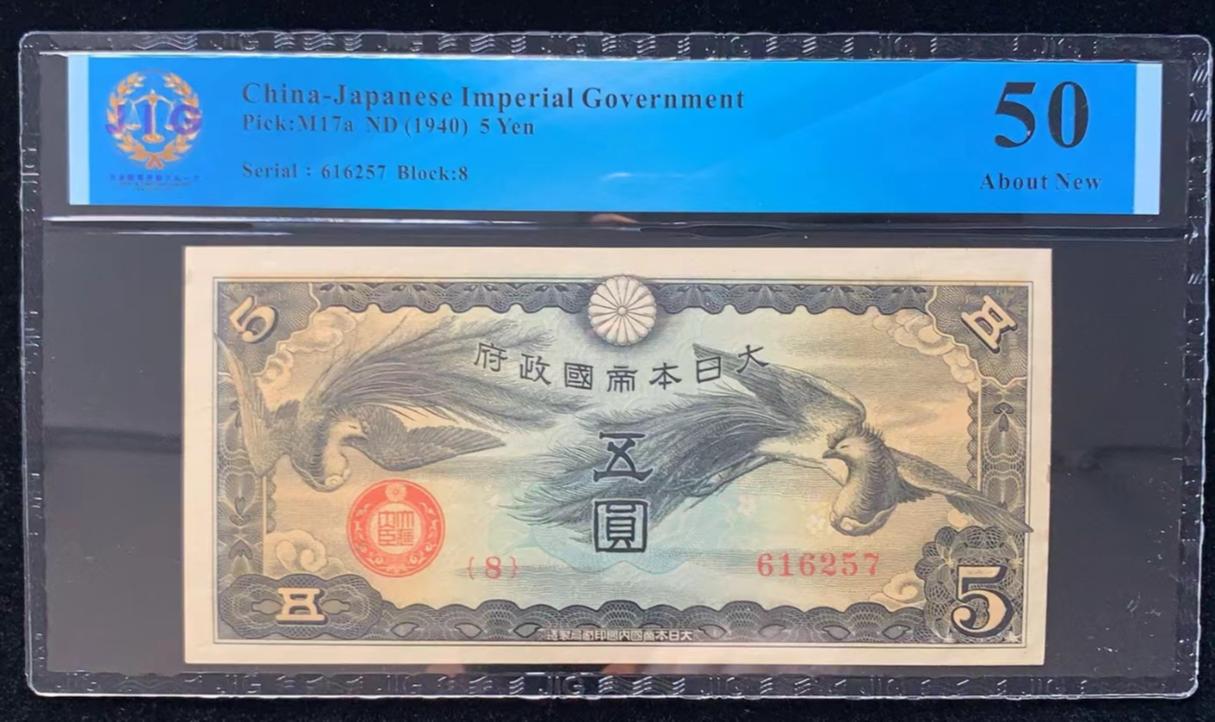 China-Japanese Imperial Government
Pick:M17a ND (1940) 5 Yen
Serial : 616257 Block:8
50
About New
JIG
5
五
府政國帝本日大
五
圓
{8}
616257
五
5
大日本帝國內閣印刷局製造